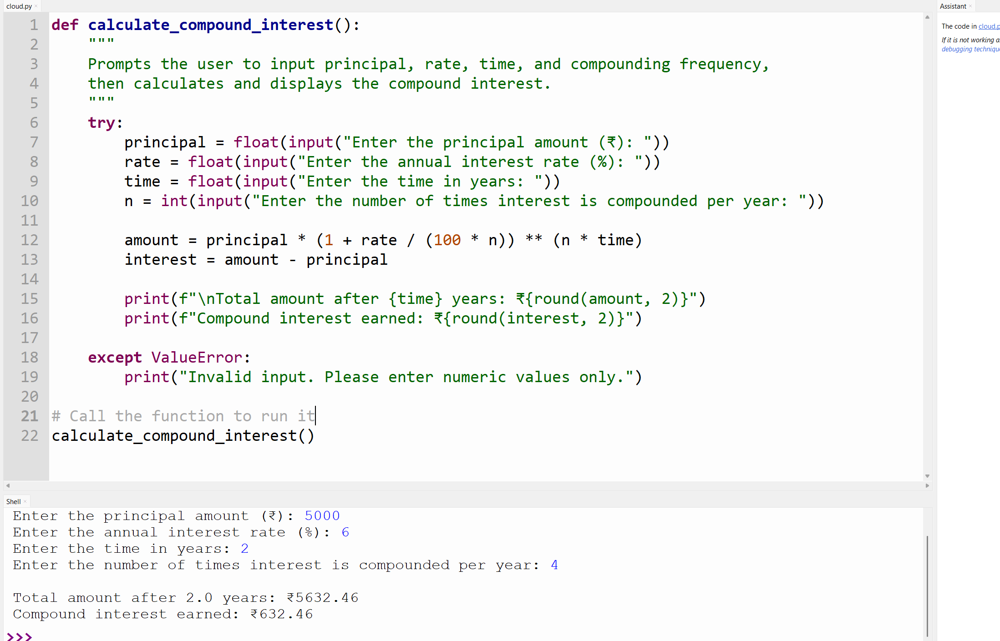 cloud.py ×
1 def calculate_compound_interest():
2     """
3     Prompts the user to input principal, rate, time, and compounding frequency,
4     then calculates and displays the compound interest.
5     """
6     try:
7         principal = float(input("Enter the principal amount (₹): "))
8         rate = float(input("Enter the annual interest rate (%): "))
9         time = float(input("Enter the time in years: "))
10         n = int(input("Enter the number of times interest is compounded per year: "))
11
12         amount = principal * (1 + rate / (100 * n)) ** (n * time)
13         interest = amount - principal
14
15         print(f"\nTotal amount after {time} years: ₹{round(amount, 2)}")
16         print(f"Compound interest earned: ₹{round(interest, 2)}")
17
18     except ValueError:
19         print("Invalid input. Please enter numeric values only.")
20
21 # Call the function to run it
22 calculate_compound_interest()
Shell ×
Enter the principal amount (₹): 5000
Enter the annual interest rate (%): 6
Enter the time in years: 2
Enter the number of times interest is compounded per year: 4
Total amount after 2.0 years: ₹5632.46
Compound interest earned: ₹632.46
>>>
Assistant ×
The code in cloud.p
If it is not working
debugging